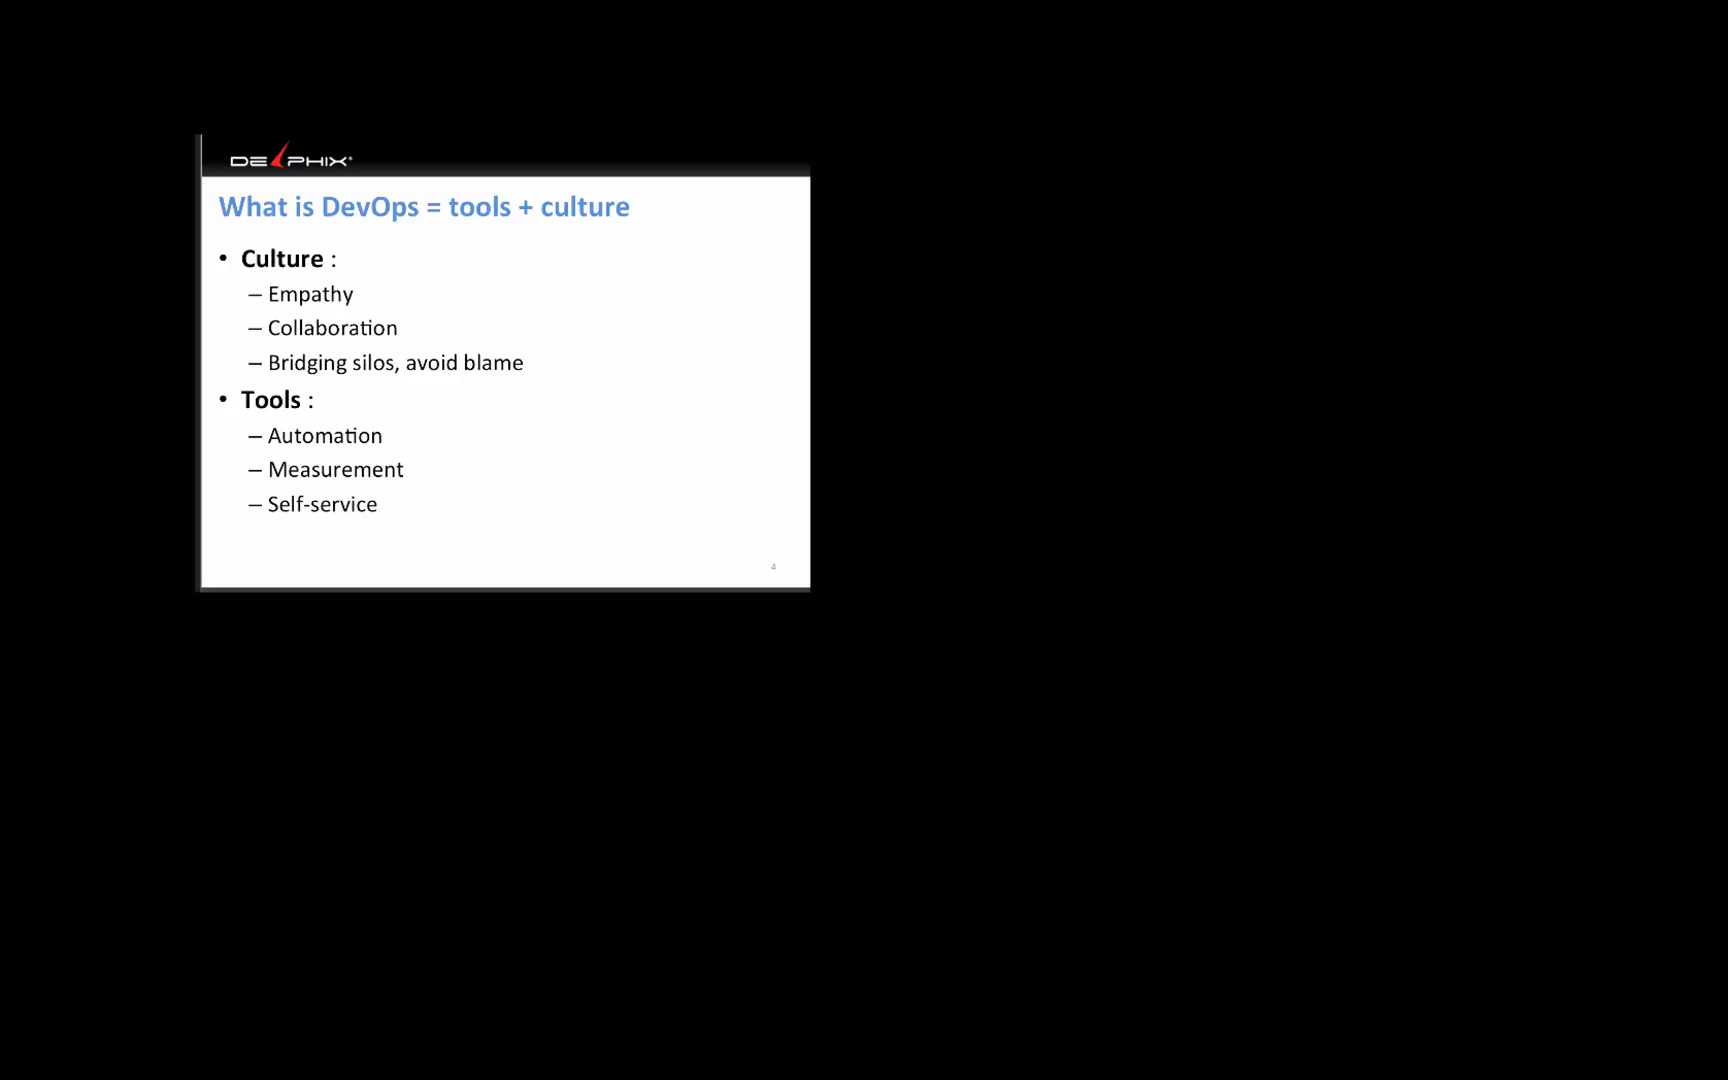 DELPHIX®
What is DevOps = tools + culture
• Culture :
– Empathy
– Collaboration
– Bridging silos, avoid blame
• Tools :
– Automation
– Measurement
– Self-service
4